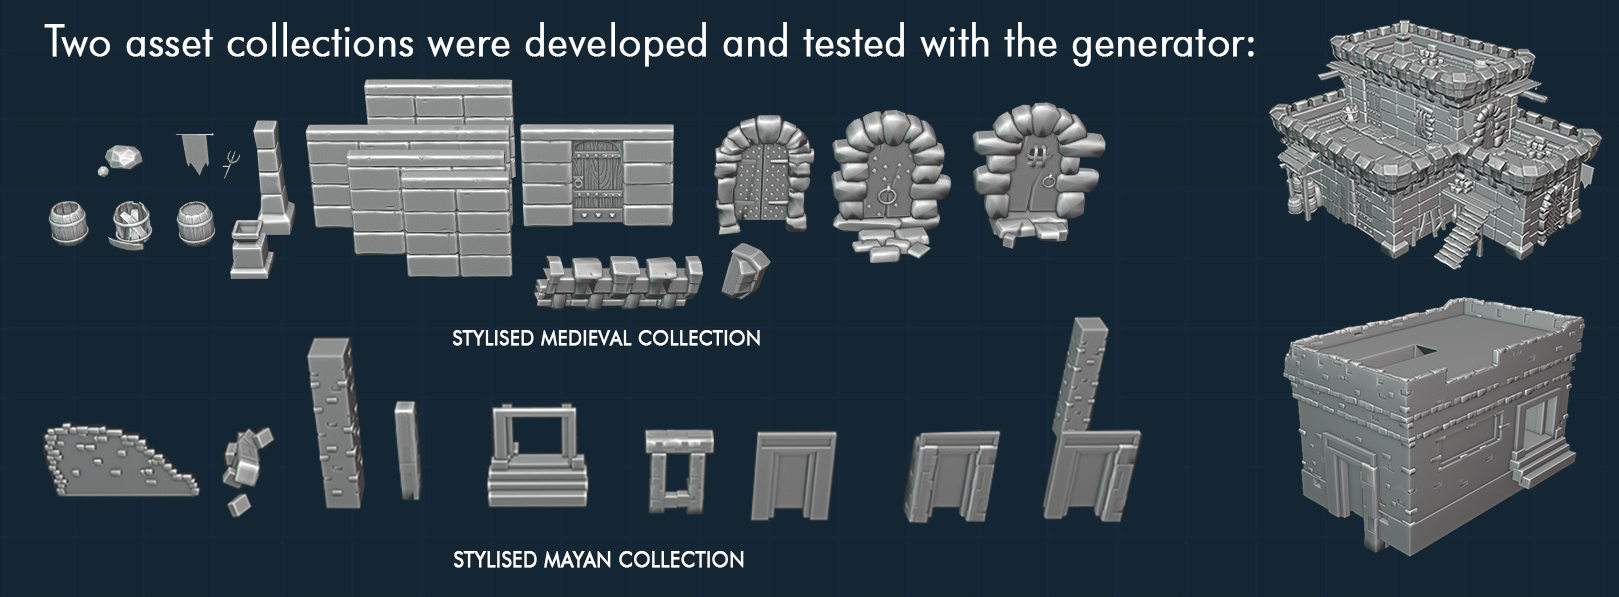 Two asset collections were developed and tested with the generator:
STYLISED MEDIEVAL COLLECTION
STYLISED MAYAN COLLECTION